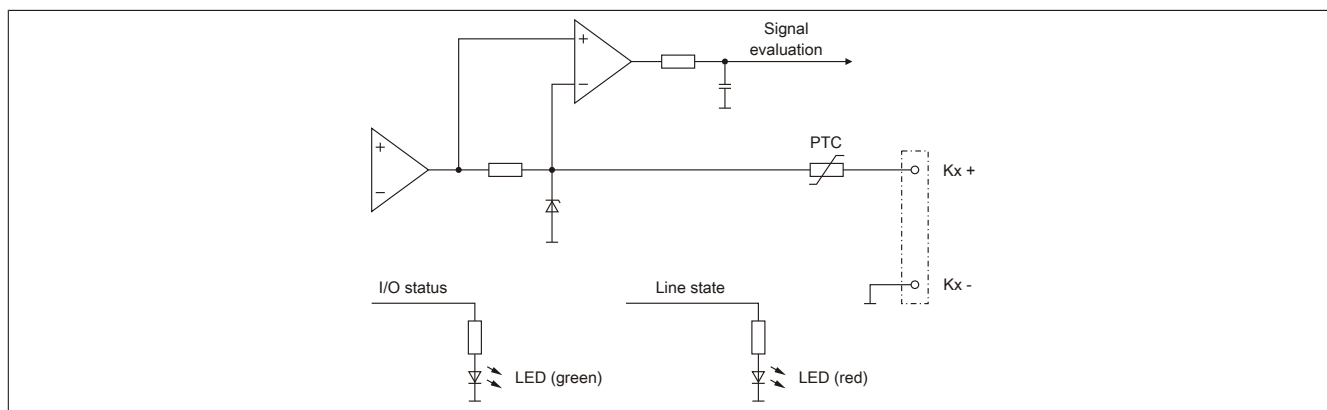 Signal
evaluation
+
−
+
−
PTC
Kx +
Kx -
I/O status
Line state
LED (green)
LED (red)